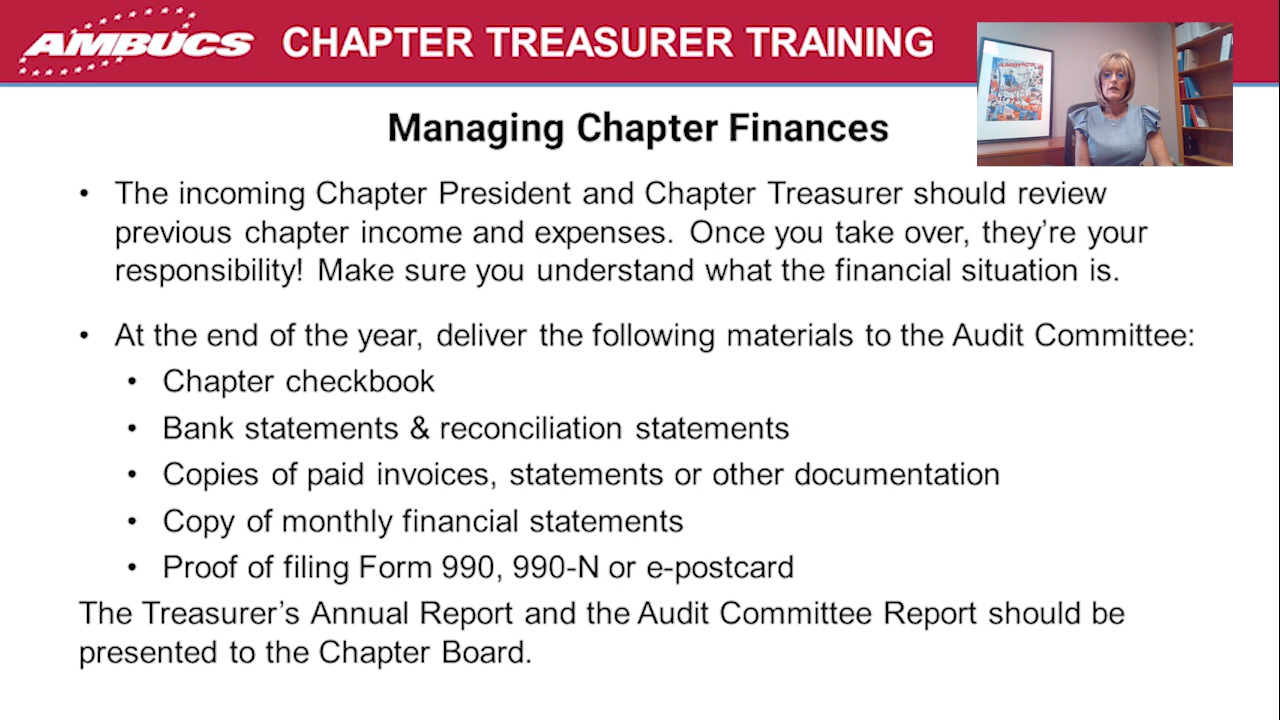 AMBUCS CHAPTER TREASURER TRAINING
AMBUCS
Managing Chapter Finances
• The incoming Chapter President and Chapter Treasurer should review
previous chapter income and expenses. Once you take over, they’re your
responsibility! Make sure you understand what the financial situation is.
• At the end of the year, deliver the following materials to the Audit Committee:
• Chapter checkbook
• Bank statements & reconciliation statements
• Copies of paid invoices, statements or other documentation
• Copy of monthly financial statements
• Proof of filing Form 990, 990-N or e-postcard
The Treasurer’s Annual Report and the Audit Committee Report should be
presented to the Chapter Board.